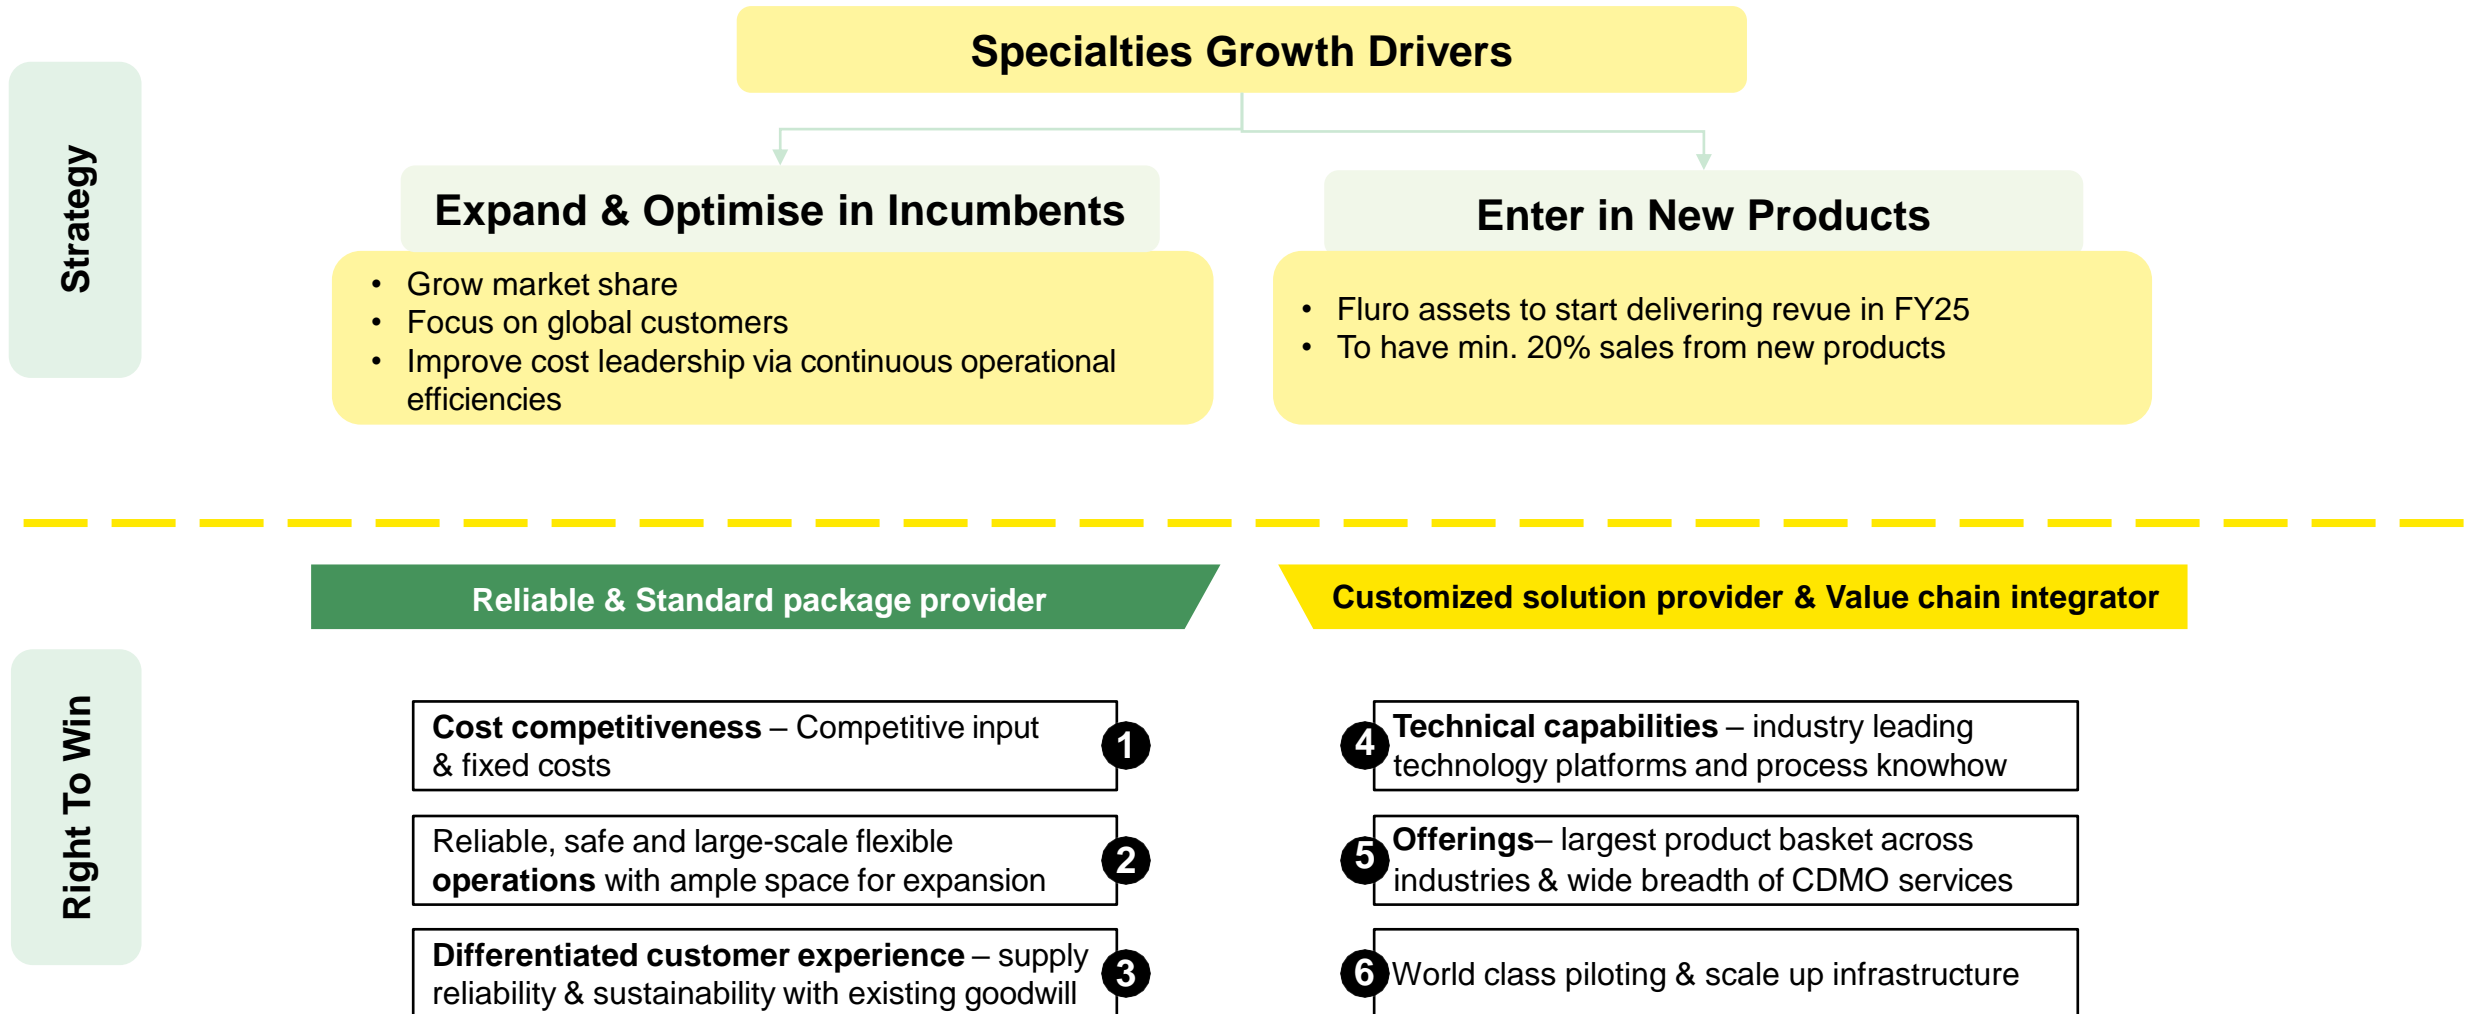 Specialties Growth Drivers
Strategy
Expand & Optimise in Incumbents
• Grow market share
• Focus on global customers
• Improve cost leadership via continuous operational
efficiencies
Enter in New Products
• Fluro assets to start delivering revue in FY25
• To have min. 20% sales from new products
Right To Win
Reliable & Standard package provider
Cost competitiveness – Competitive input
& fixed costs
1
Reliable, safe and large-scale flexible
operations with ample space for expansion
2
Differentiated customer experience – supply
reliability & sustainability with existing goodwill
3
Customized solution provider & Value chain integrator
4
Technical capabilities – industry leading
technology platforms and process knowhow
5
Offerings– largest product basket across
industries & wide breadth of CDMO services
6
World class piloting & scale up infrastructure